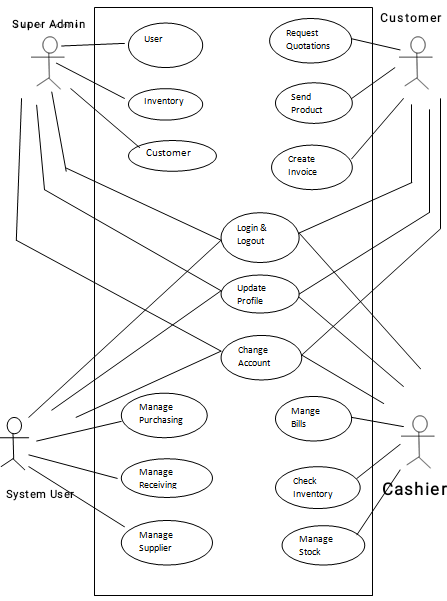 Super Admin
Customer
User
Request
Quotations
Inventory
Send
Product
Customer
Create
Invoice
Login &
Logout
Update
Profile
Change
Account
Manage
Purchasing
Mange
Bills
Manage
Receiving
Check
Inventory
System User
Cashier
Manage
Supplier
Manage
Stock